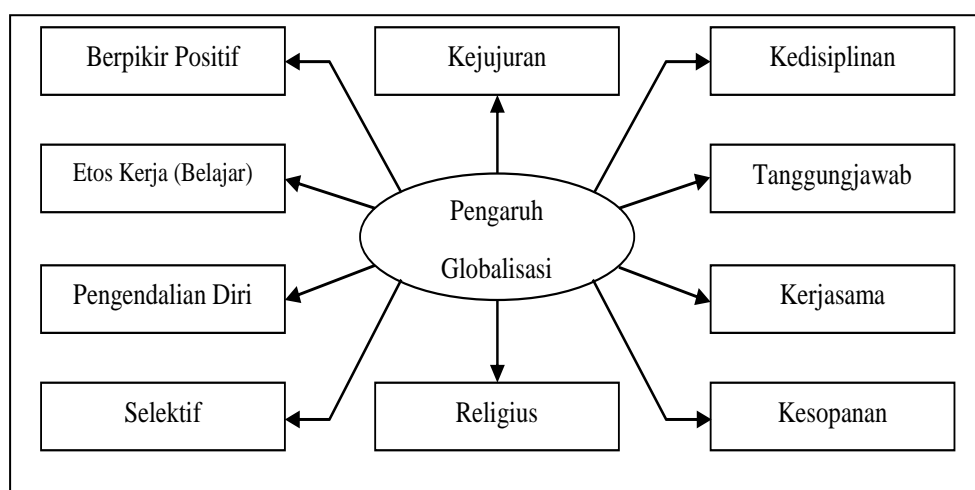 Berpikir Positif
Kejujuran
Kedisiplinan
Etos Kerja (Belajar)
Tanggungjawab
Pengaruh
Globalisasi
Pengendalian Diri
Kerjasama
Selektif
Religius
Kesopanan